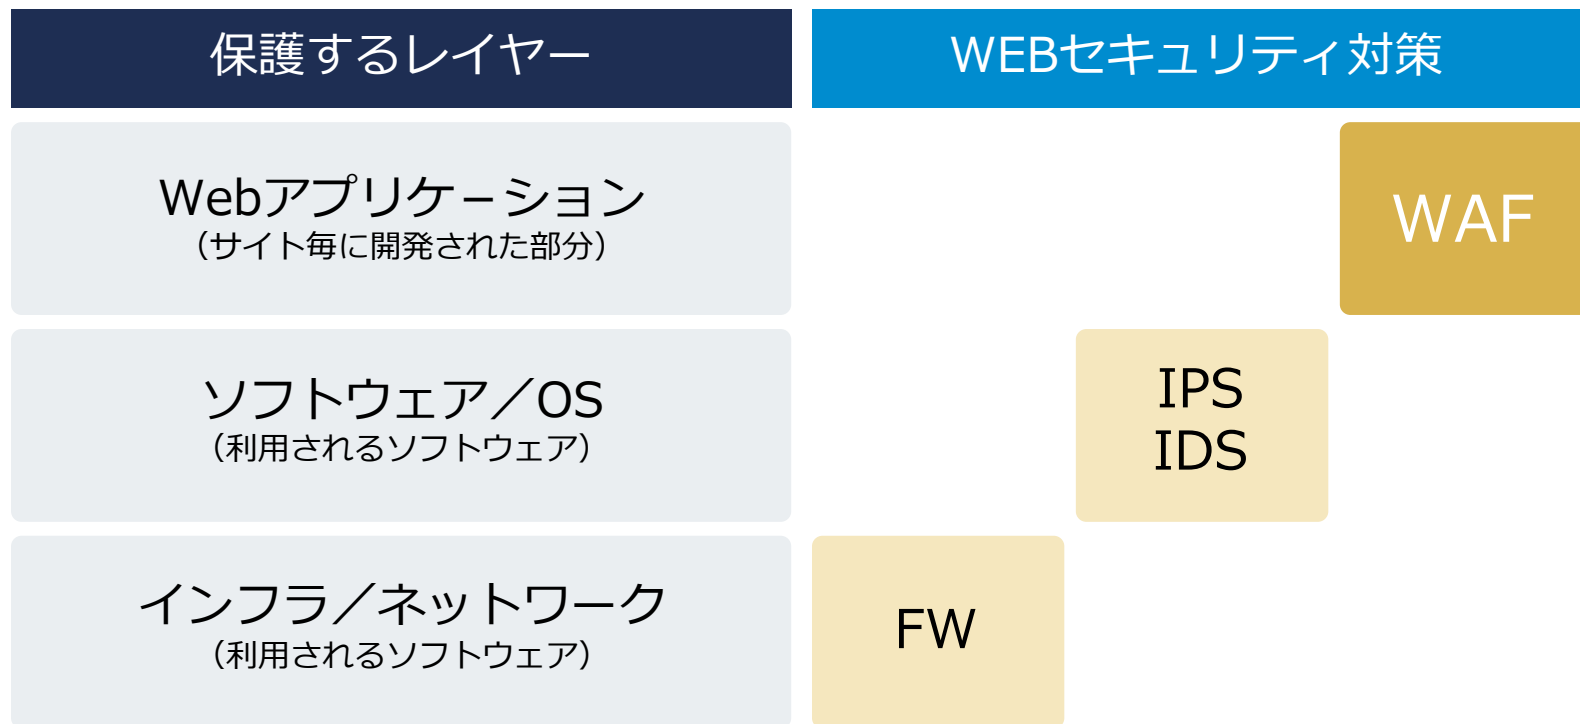 保護するレイヤー
WEBセキュリティ対策
Webアプリケ－ション
（サイト毎に開発された部分）
WAF
ソフトウェア／OS
（利用されるソフトウェア）
IPS
IDS
インフラ／ネットワーク
（利用されるソフトウェア）
FW